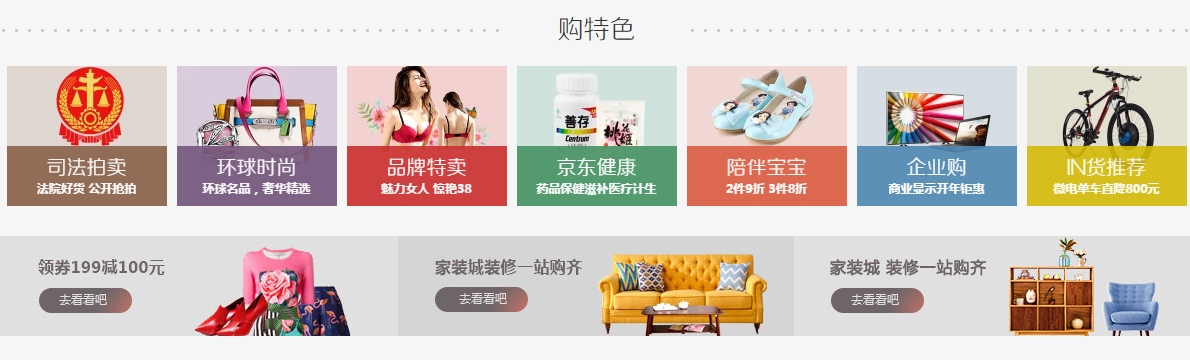 购特色
司法拍卖
法院好货 公开抢拍
环球时尚
环球名品，奢华精选
品牌特卖
魅力女人 惊艳38
善存
Centrum
桃花姬
京东健康
药品保健滋补医疗计生
陪伴宝宝
2件9折 3件8折
企业购
商业显示开年钜惠
IN货推荐
微电单车直降800元
领券199减100元
去看看吧
家装城装修一站购齐
去看看吧
家装城 装修一站购齐
去看看吧